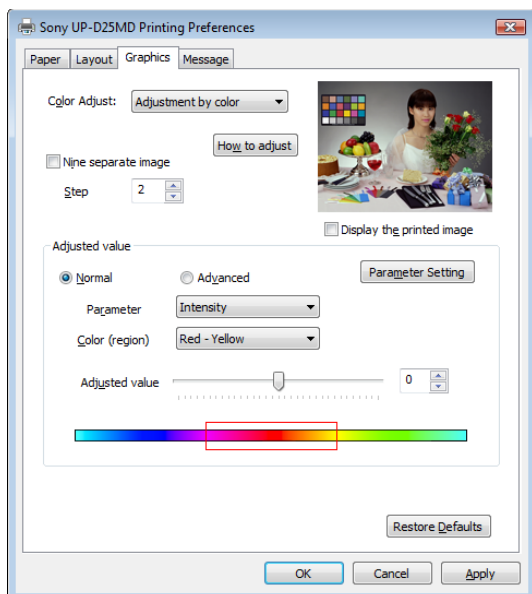 Sony UP-D25MD Printing Preferences
Paper Layout Graphics Message
Color Adjust: Adjustment by color
How to adjust
Nine separate image
Step 2
Display the printed image
Adjusted value
Normal Advanced Parameter Setting
Parameter Intensity
Color (region) Red - Yellow
Adjusted value 0
Restore Defaults
OK Cancel Apply